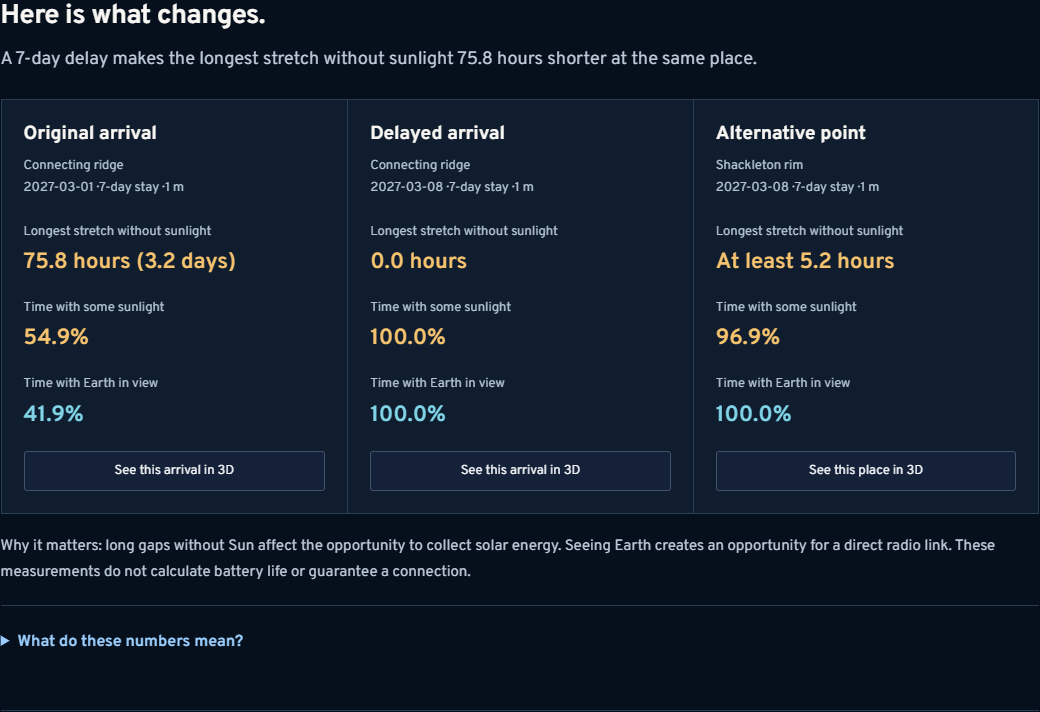 Here is what changes.
A 7-day delay makes the longest stretch without sunlight 75.8 hours shorter at the same place.
Original arrival
Connecting ridge
2027-03-01 ·7-day stay ·1 m
Longest stretch without sunlight
75.8 hours (3.2 days)
Time with some sunlight
54.9%
Time with Earth in view
41.9%
See this arrival in 3D
Delayed arrival
Connecting ridge
2027-03-08 ·7-day stay ·1 m
Longest stretch without sunlight
0.0 hours
Time with some sunlight
100.0%
Time with Earth in view
100.0%
See this arrival in 3D
Alternative point
Shackleton rim
2027-03-08 ·7-day stay ·1 m
Longest stretch without sunlight
At least 5.2 hours
Time with some sunlight
96.9%
Time with Earth in view
100.0%
See this place in 3D
Why it matters: long gaps without Sun affect the opportunity to collect solar energy. Seeing Earth creates an opportunity for a direct radio link. These
measurements do not calculate battery life or guarantee a connection.
What do these numbers mean?